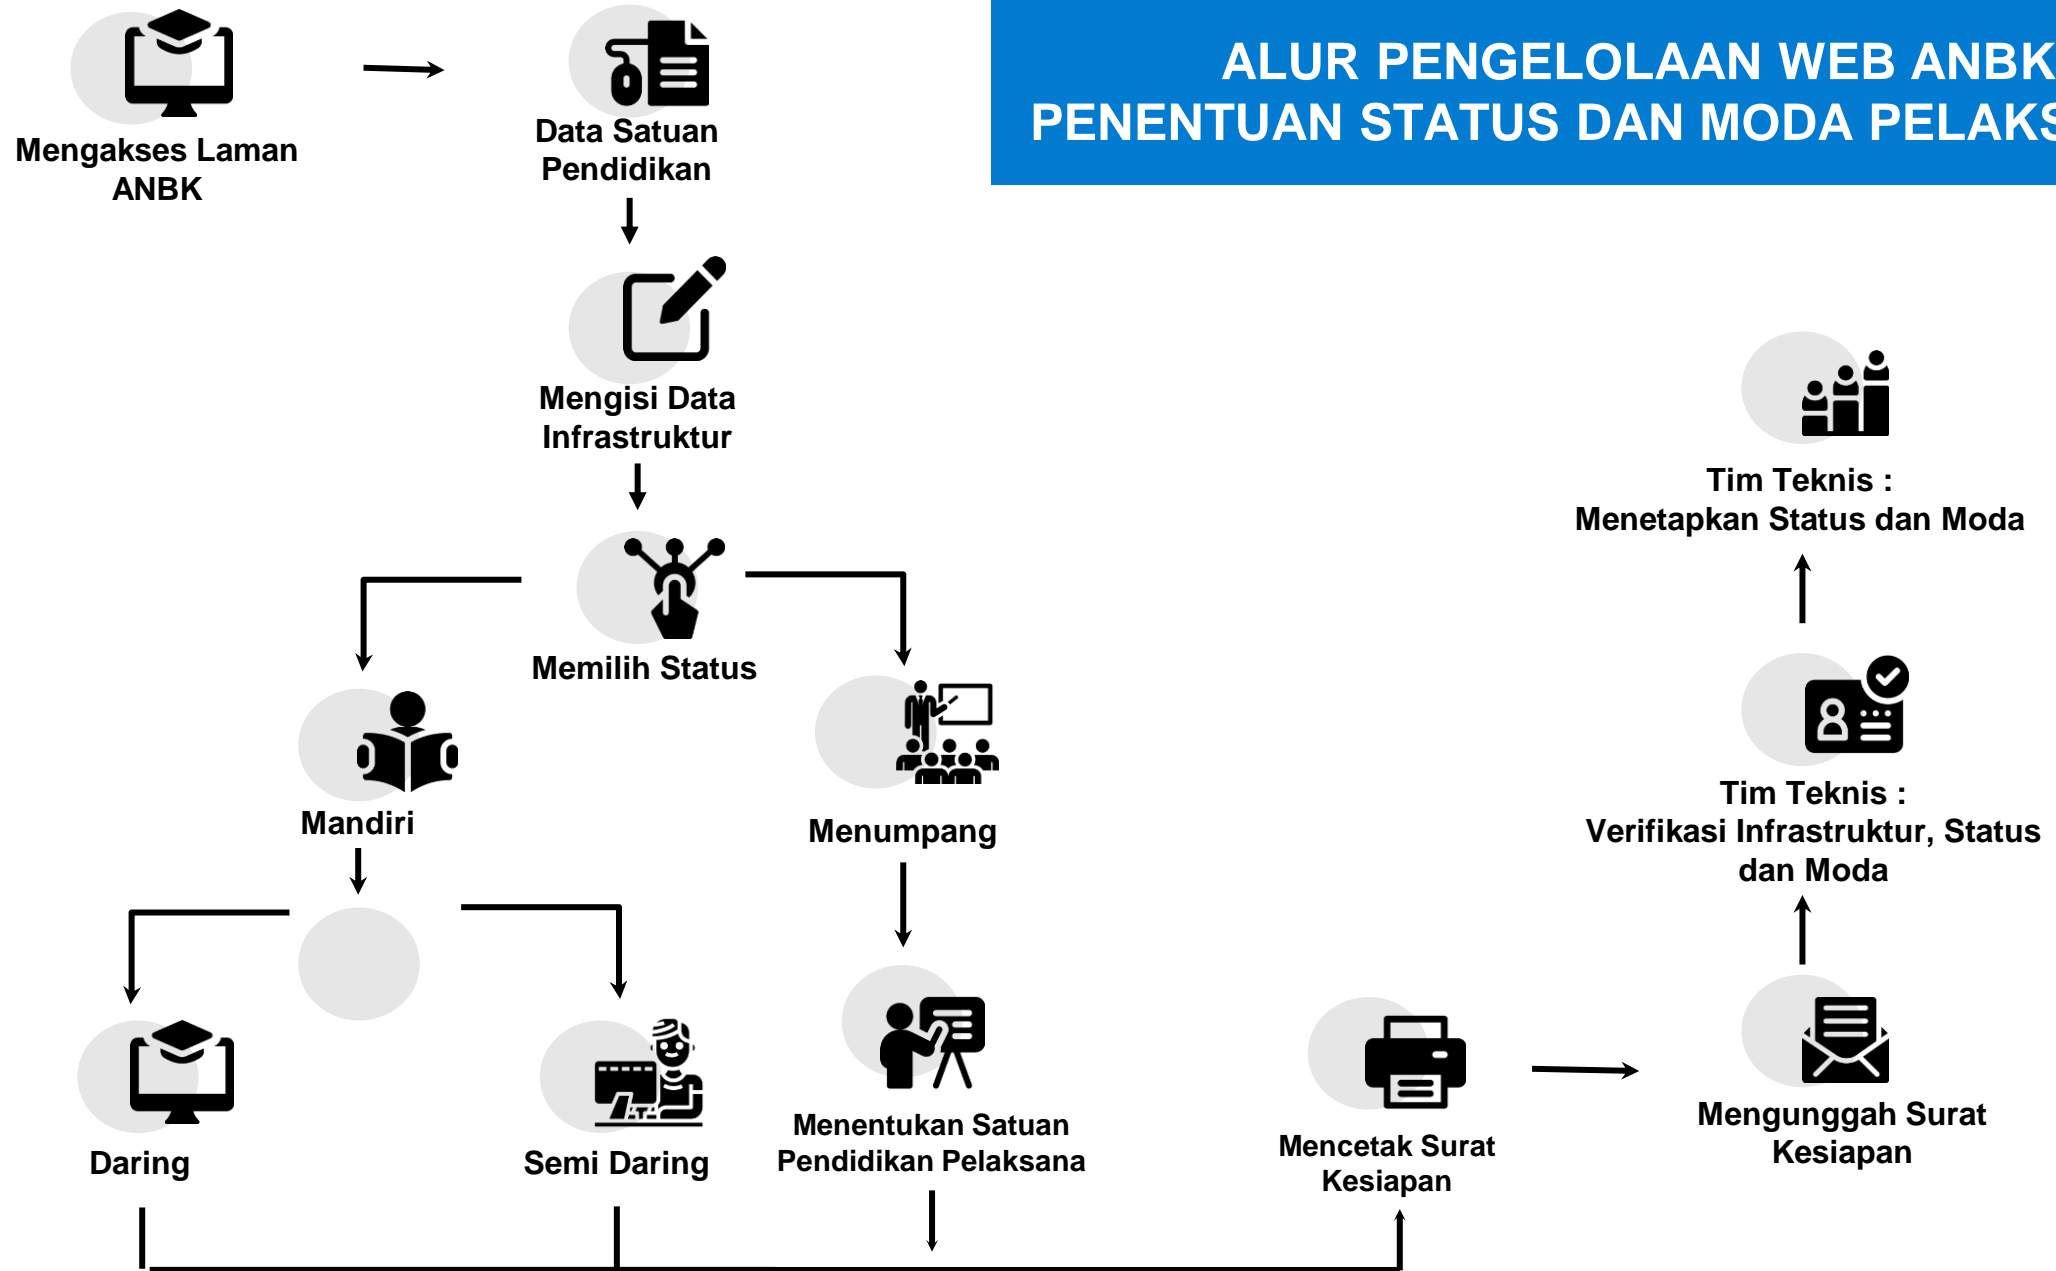 ALUR PENGELOLAAN WEB ANBK
PENENTUAN STATUS DAN MODA
Mengakses Laman
ANBK
Data Satuan
Pendidikan
Mengisi Data
Infrastruktur
Memilih Status
Mandiri
Menumpang
Daring
Semi Daring
Menentukan Satuan
Pendidikan Pelaksana
Mencetak Surat
Kesiapan
Mengunggah Surat
Kesiapan
Tim Teknis :
Verifikasi Infrastruktur, Status
dan Moda
Tim Teknis :
Menetapkan Status dan Moda